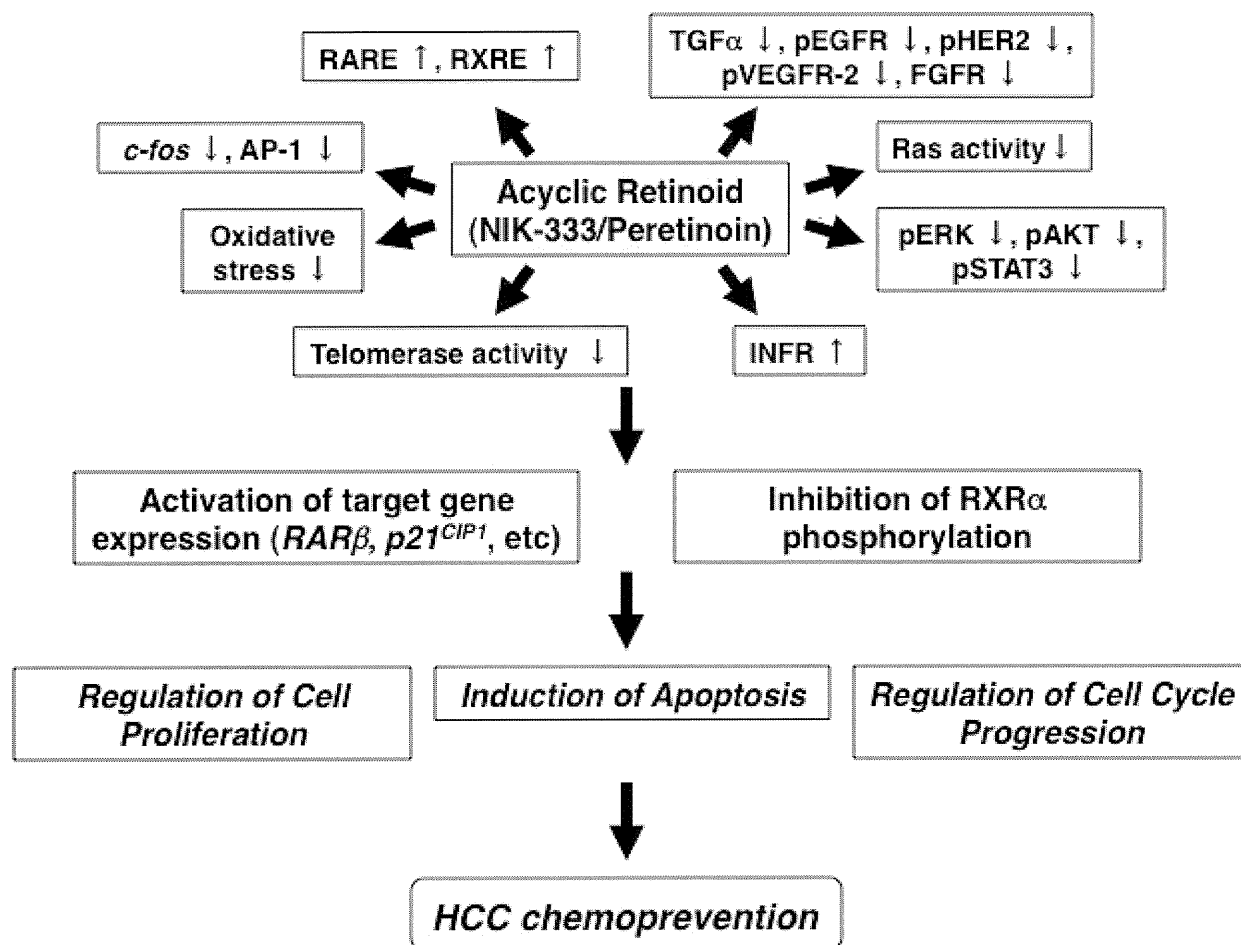 RARE ↑, RXRE ↑
TGFα ↓, pEGFR ↓, pHER2 ↓,
pVEGFR-2 ↓, FGFR ↓
c-fos ↓, AP-1 ↓
Ras activity ↓
Acyclic Retinoid
(NIK-333/Peretinoin)
Oxidative
stress ↓
pERK ↓, pAKT ↓,
pSTAT3 ↓
Telomerase activity ↓
INFR ↑
Activation of target gene
expression (RARβ, p21CIP1, etc)
Inhibition of RXRα
phosphorylation
Regulation of Cell
Proliferation
Induction of Apoptosis
Regulation of Cell Cycle
Progression
HCC chemoprevention